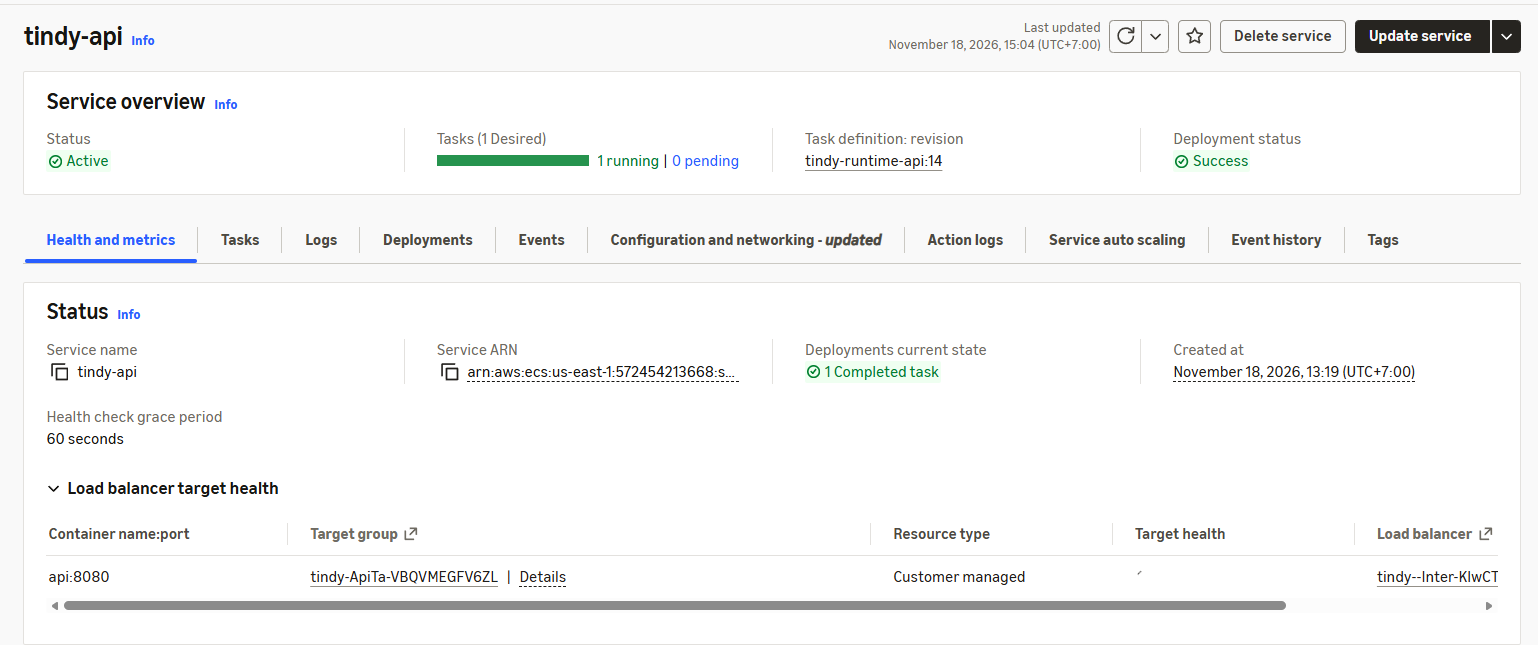 tindy-api Info
Last updated
November 18, 2026, 15:04 (UTC+7:00)
Delete service
Update service
Service overview Info
Status
Active
Tasks (1 Desired)
1 running | 0 pending
Task definition: revision
tindy-runtime-api:14
Deployment status
Success
Health and metrics
Tasks
Logs
Deployments
Events
Configuration and networking - updated
Action logs
Service auto scaling
Event history
Tags
Status Info
Service name
tindy-api
Service ARN
arn:aws:ecs:us-east-1:572454213668:s...
Deployments current state
1 Completed task
Created at
November 18, 2026, 13:19 (UTC+7:00)
Health check grace period
60 seconds
Load balancer target health
Container name:port
Target group
Resource type
Target health
Load balancer
api:8080
tindy-ApiTa-VBQVMEGFV6ZL | Details
Customer managed
tindy--Inter-KlwCT